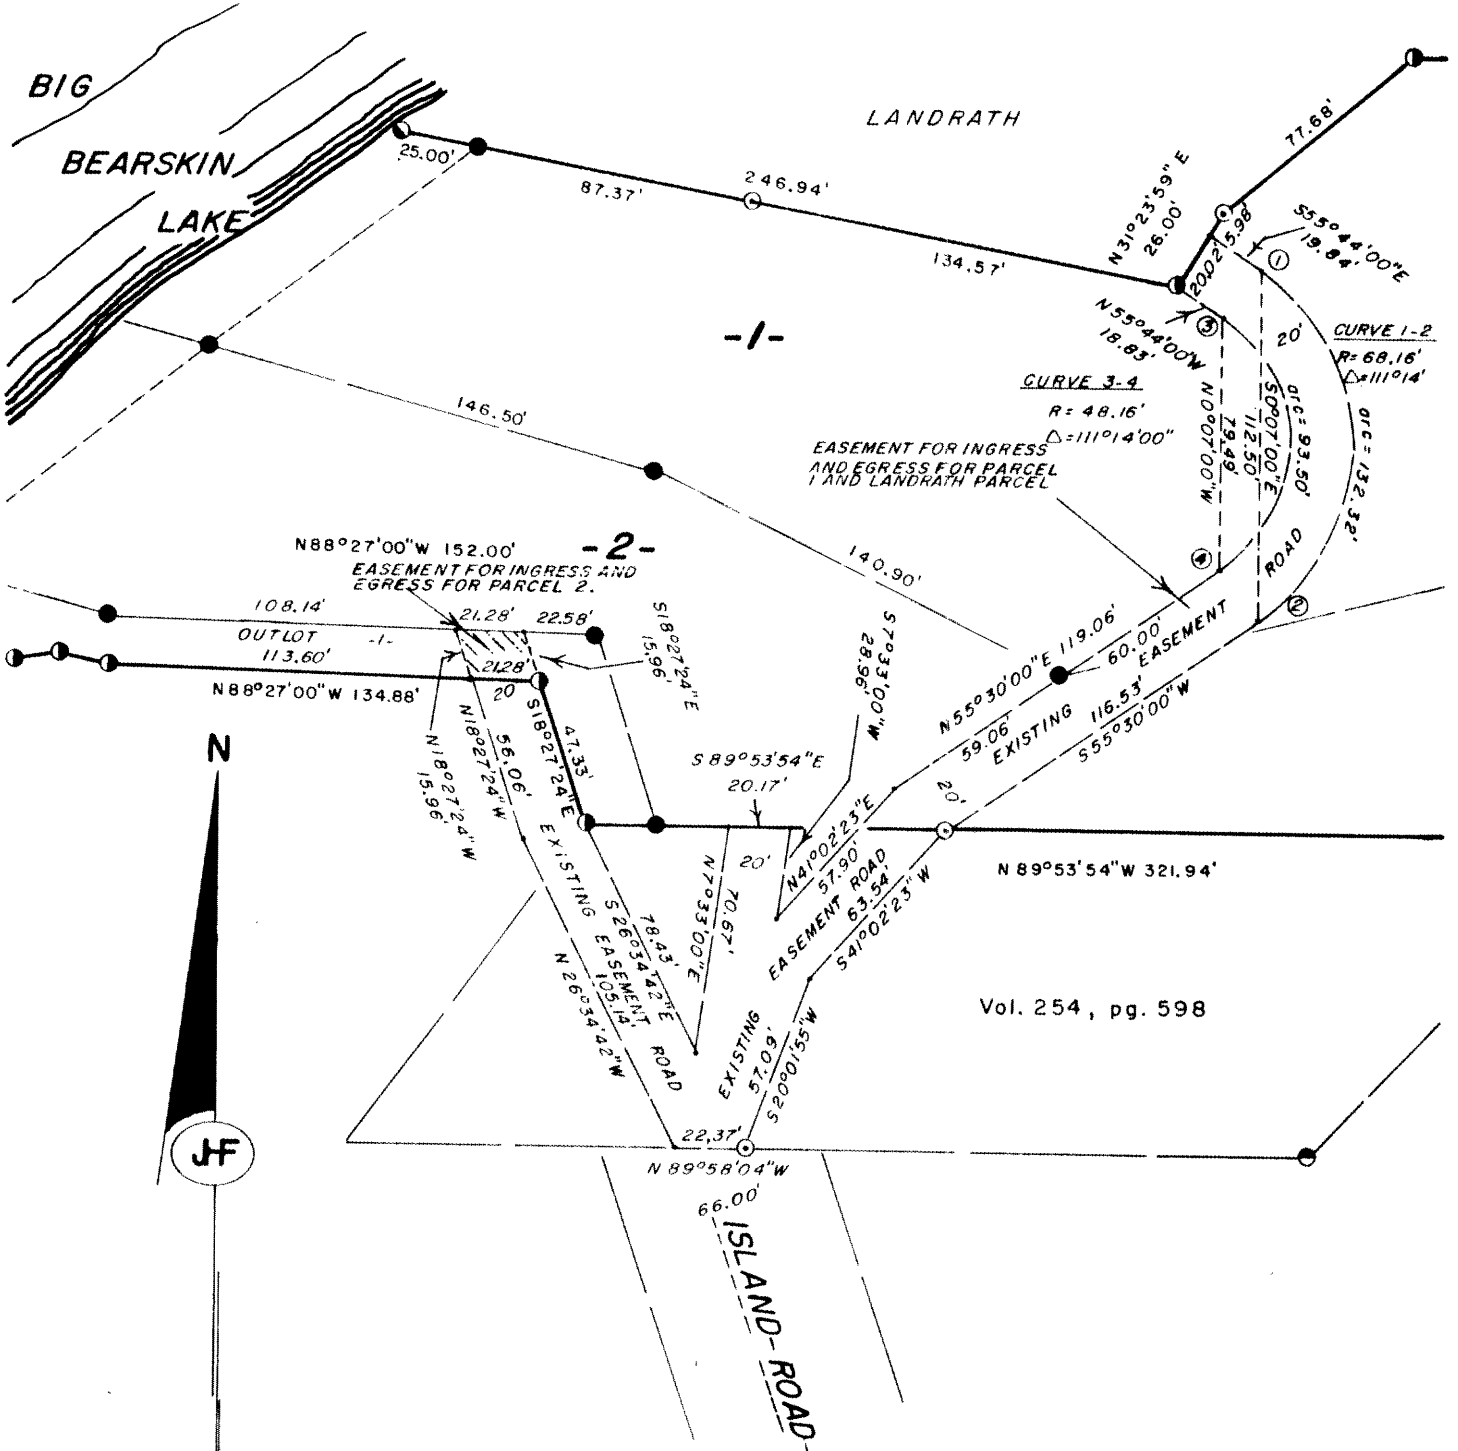 BIG
BEARSKIN
LAKE
LANDRATH
25.00'
87.37'
246.94'
134.57'
N31°23'59"E
26.00'
77.68'
20.02'
5.98'
S55°44'00"E
19.84'
1
3
N55°44'00"W
18.83'
20'
CURVE 1-2
R= 68.16'
△=111°14'
-1-
CURVE 3-4
R= 48.16'
△=111°14'00"
146.50'
EASEMENT FOR INGRESS
AND EGRESS FOR PARCEL
1 AND LANDRATH PARCEL
N0°07'00"W
79.49'
112.50'
S0°07'00"E
arc= 93.50'
arc= 132.32'
N88°27'00"W 152.00'
-2-
EASEMENT FOR INGRESS AND
EGRESS FOR PARCEL 2.
140.90'
4
ROAD
2
108.14'
21.28'
22.58'
S18°27'24"E
15.96'
OUTLOT -1-
113.60'
21.28'
20'
N88°27'00"W 134.88'
S7°33'00"W
28.96'
N55°30'00"E 119.06'
60.00'
EASEMENT
59.06'
EXISTING
116.53'
S55°30'00"W
N
N18°27'24"W
15.96'
N18°27'24"W
56.06'
S18°27'24"E
47.33'
S89°53'54"E
20.17'
20'
N41°02'23"E
57.90'
EASEMENT ROAD
63.54'
S41°02'23"W
20'
N89°53'54"W 321.94'
EXISTING EASEMENT ROAD
78.43'
S26°34'42"E
105.14'
N26°34'42"W
N7°33'00"E
70.67'
EXISTING
57.09'
S20°01'55"W
Vol. 254, pg. 598
JHF
22.37'
N89°58'04"W
66.00'
ISLAND ROAD